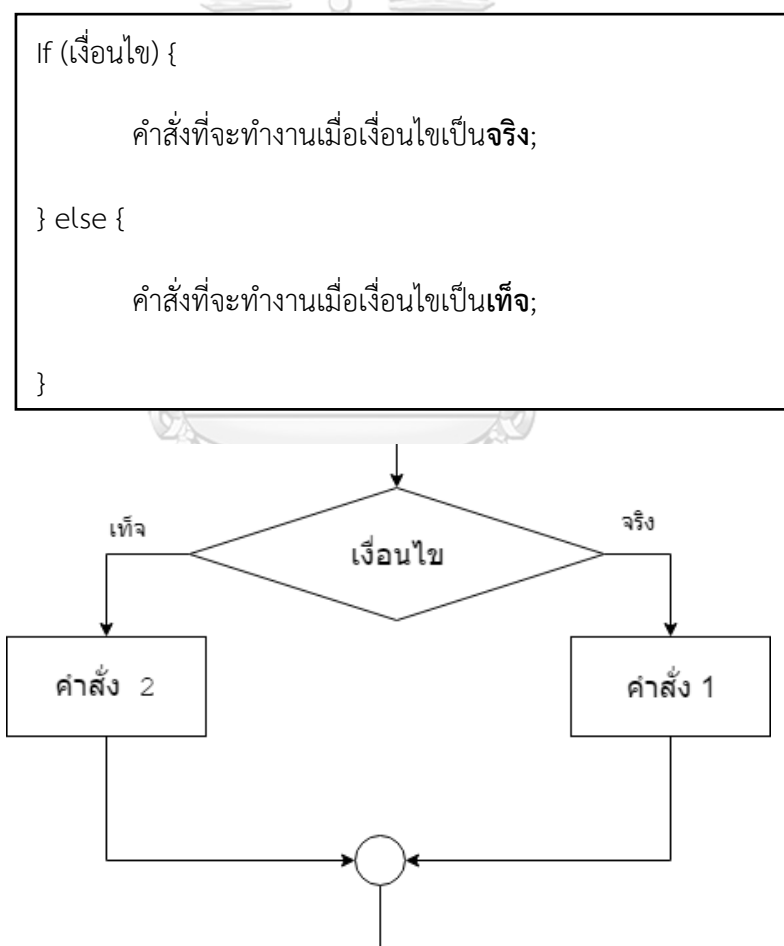 If (เงื่อนไข) {
คำสั่งที่จะทำงานเมื่อเงื่อนไขเป็นจริง;
} else {
คำสั่งที่จะทำงานเมื่อเงื่อนไขเป็นเท็จ;
}
เท็จ
เงื่อนไข
จริง
คำสั่ง 2
คำสั่ง 1